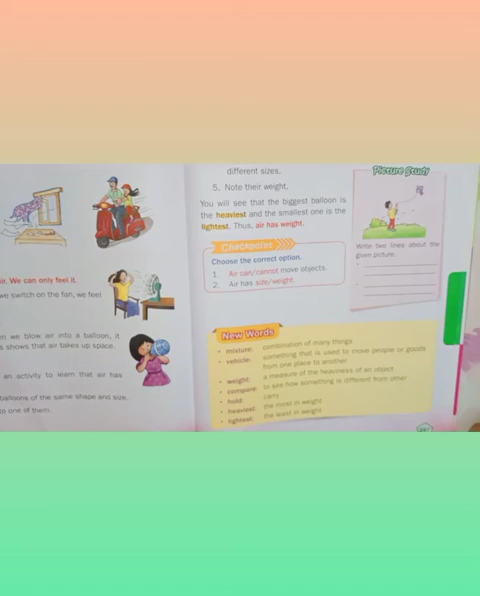 ir. We can only feel it.
we switch on the fan, we feel
n we blow air into a balloon, it
s shows that air takes up space.
an activity to learn that air has
balloons of the same shape and size.
to one of them.
different sizes.
5. Note their weight.
You will see that the biggest balloon is
the heaviest and the smallest one is the
lightest. Thus, air has weight.
Checkpoint
Choose the correct option.
1. Air can/cannot move objects.
2. Air has size/weight.
Picture Study
Write two lines about the
given picture.
New Words
• mixture: combination of many things
• vehicle: something that is used to move people or goods
from one place to another
• weight: a measure of the heaviness of an object
• compare: to see how something is different from other
• hold: carry
• heaviest: the most in weight
• lightest: the least in weight